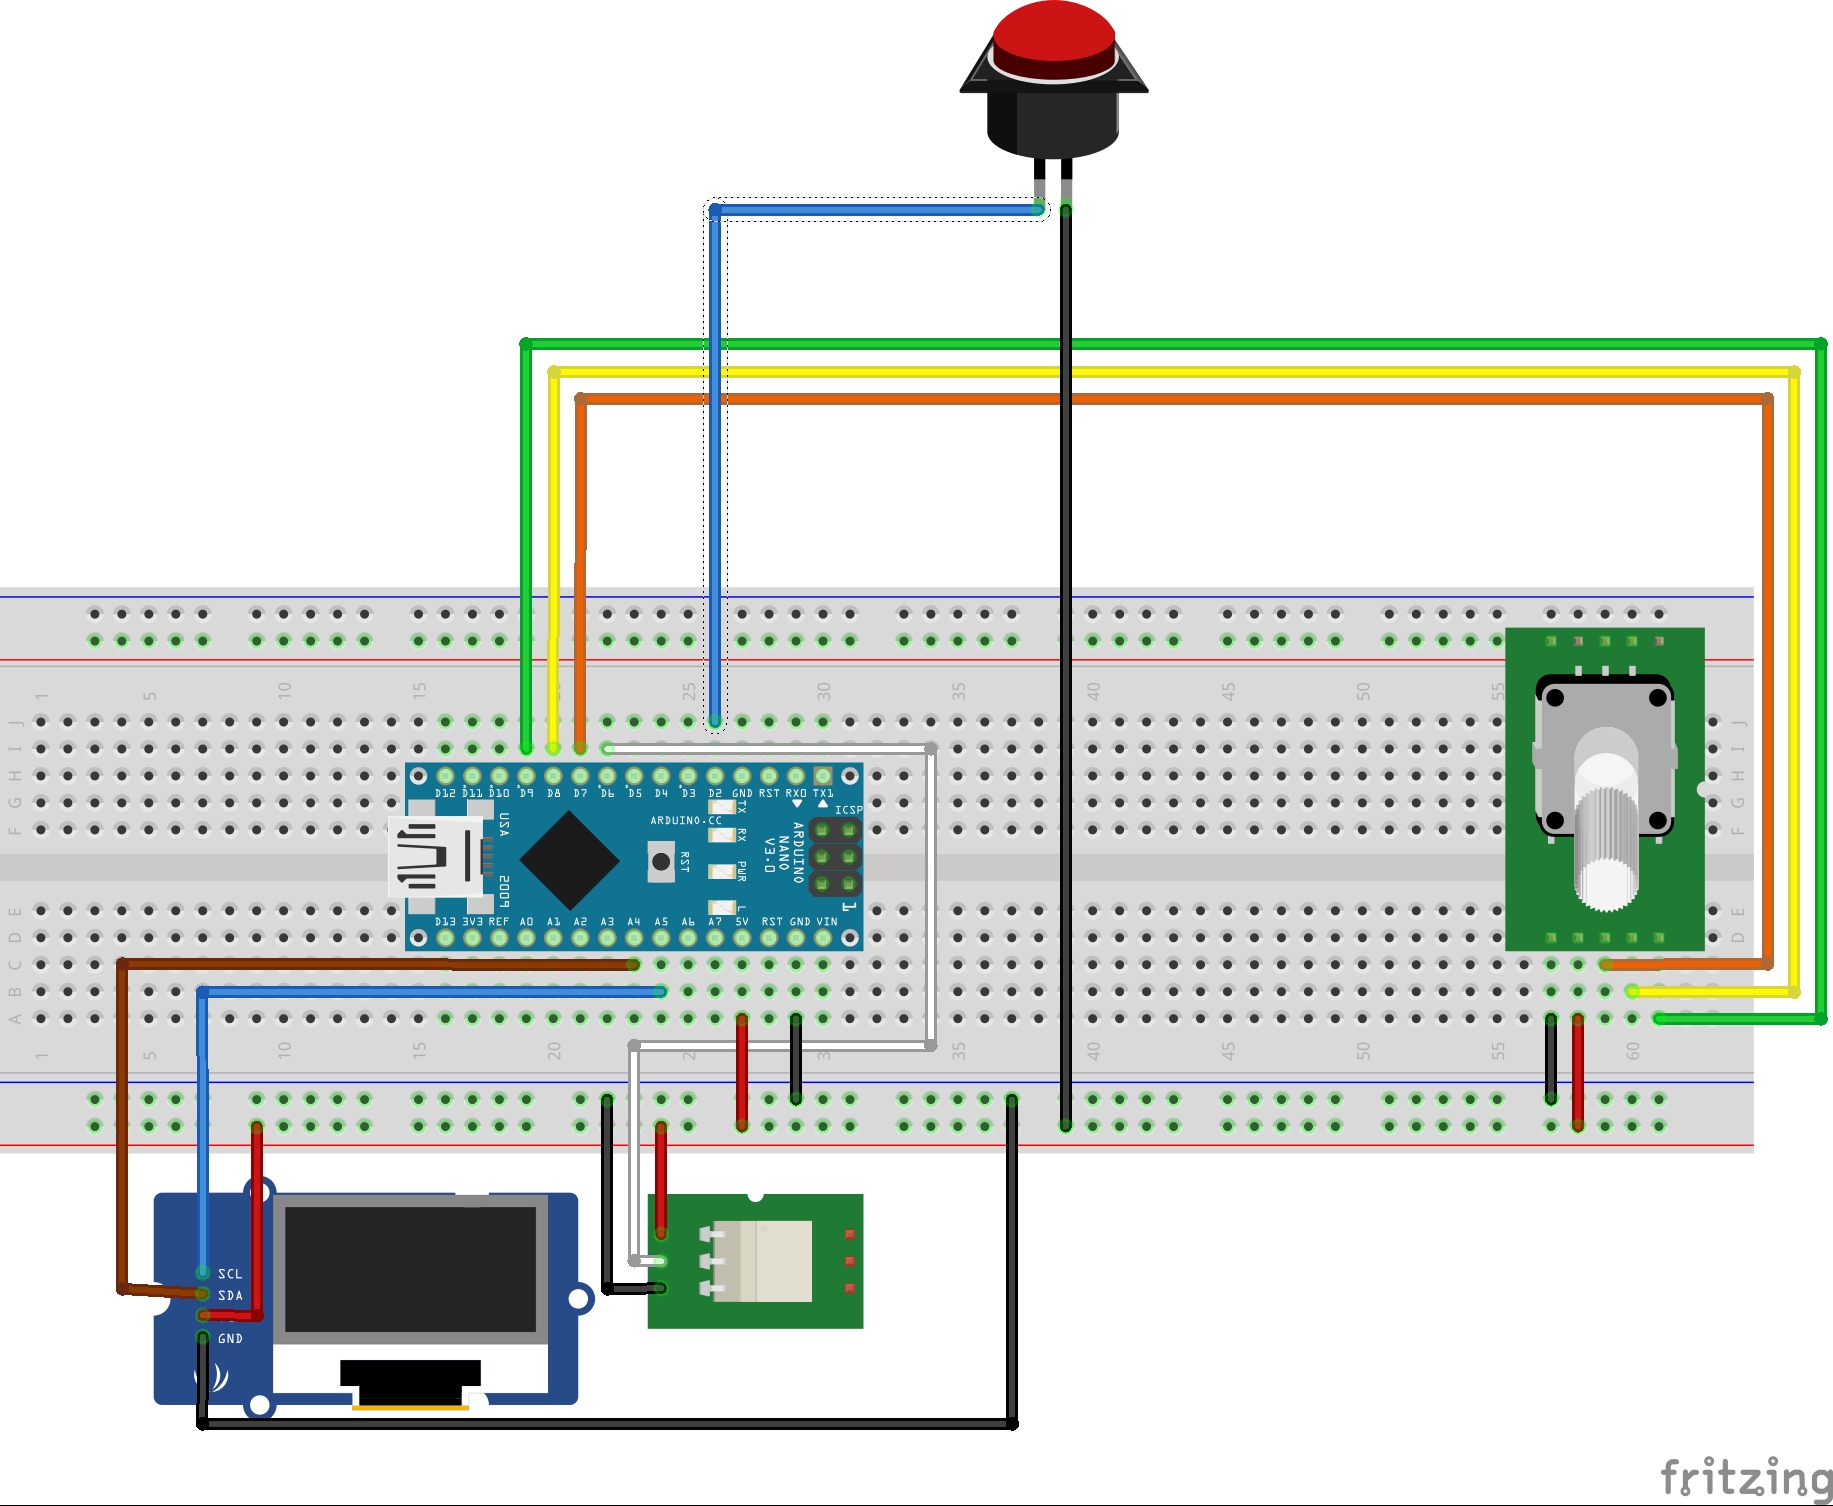 1 5 10 15 25 30 35 40 45 50 55
J J
I I
H H
G G
F F
D12 D11 D10 D9 D8 D7 D6 D5 D4 D3 D2 GND RST RX0 TX1
ICSP
TX
RX
PWR
L
ARDUINO.CC
RST
ARDUINO
NANO
V3.0
USA
2009
1
D13 3V3 REF A0 A1 A2 A3 A4 A5 A6 A7 5V RST GND VIN
E E
D D
C
B
A
1 5 10 15 20 30 35 40 45 50 55 60
SCL
SDA
GND
fritzing